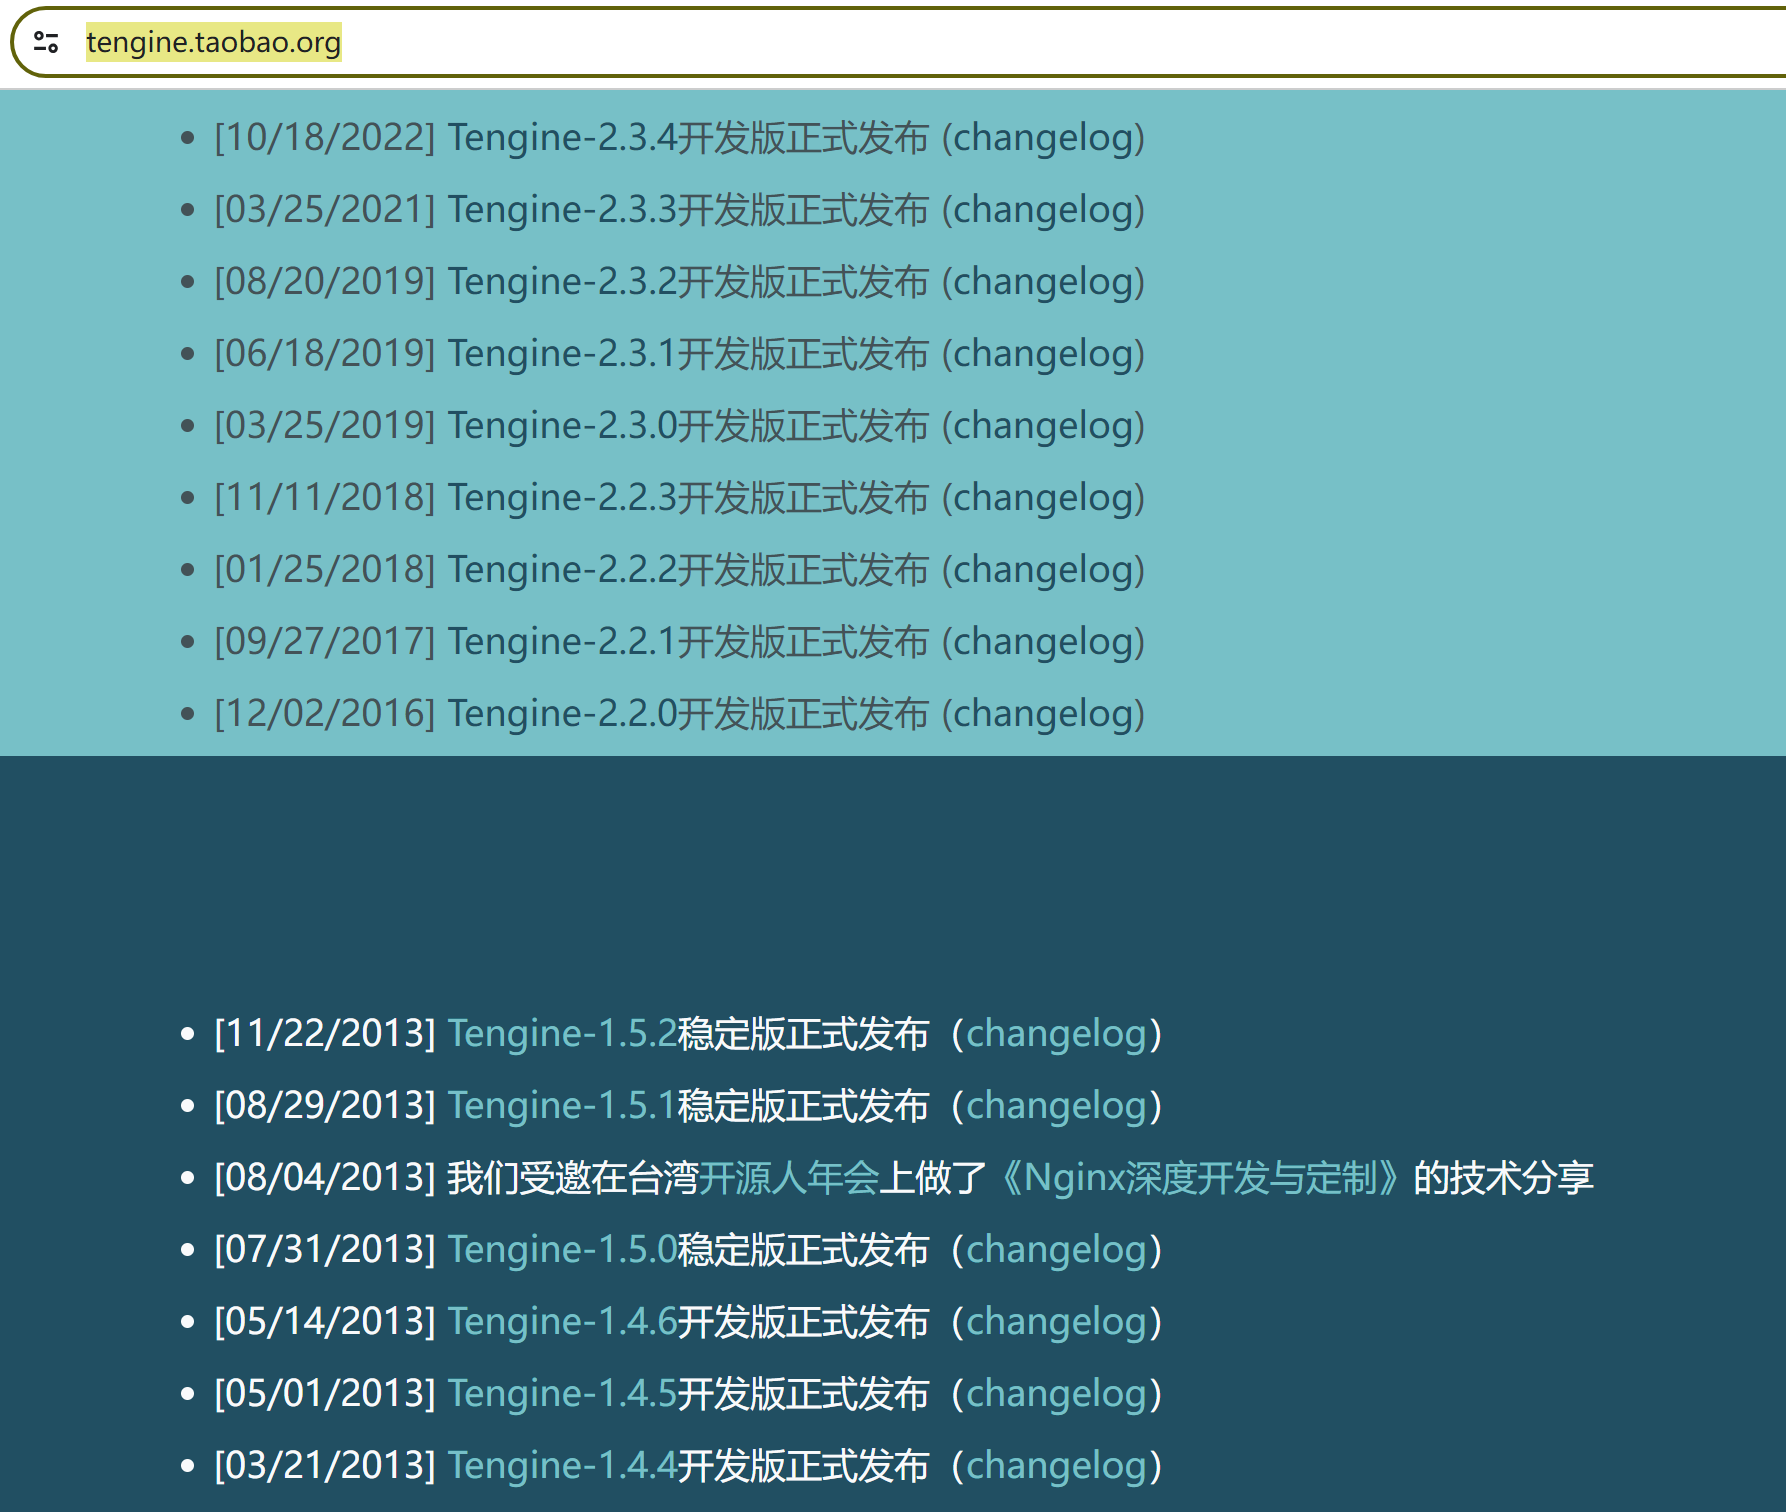 tengine.taobao.org
[10/18/2022] Tengine-2.3.4开发版正式发布 (changelog)
[03/25/2021] Tengine-2.3.3开发版正式发布 (changelog)
[08/20/2019] Tengine-2.3.2开发版正式发布 (changelog)
[06/18/2019] Tengine-2.3.1开发版正式发布 (changelog)
[03/25/2019] Tengine-2.3.0开发版正式发布 (changelog)
[11/11/2018] Tengine-2.2.3开发版正式发布 (changelog)
[01/25/2018] Tengine-2.2.2开发版正式发布 (changelog)
[09/27/2017] Tengine-2.2.1开发版正式发布 (changelog)
[12/02/2016] Tengine-2.2.0开发版正式发布 (changelog)
[11/22/2013] Tengine-1.5.2稳定版正式发布（changelog）
[08/29/2013] Tengine-1.5.1稳定版正式发布（changelog）
[08/04/2013] 我们受邀在台湾开源人年会上做了《Nginx深度开发与定制》的技术分享
[07/31/2013] Tengine-1.5.0稳定版正式发布（changelog）
[05/14/2013] Tengine-1.4.6开发版正式发布（changelog）
[05/01/2013] Tengine-1.4.5开发版正式发布（changelog）
[03/21/2013] Tengine-1.4.4开发版正式发布（changelog）